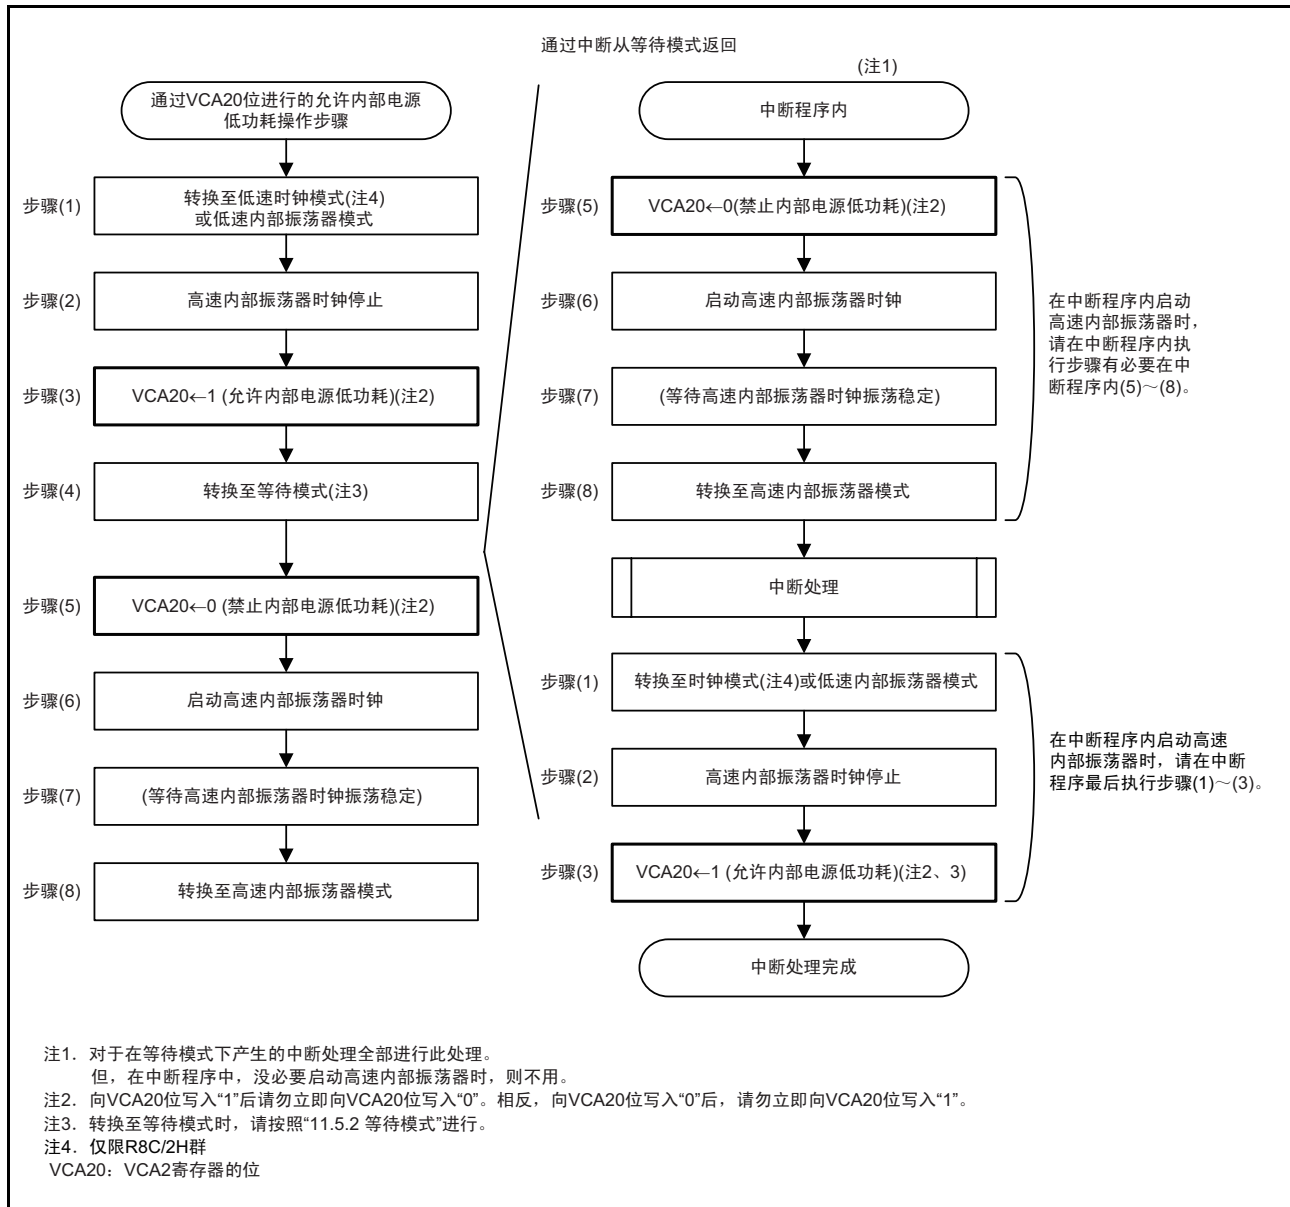 通过VCA20位进行的允许内部电源
低功耗操作步骤
步骤(1)
转换至低速时钟模式(注4)
或低速内部振荡器模式
步骤(2)
高速内部振荡器时钟停止
步骤(3)
VCA20←1 (允许内部电源低功耗)(注2)
步骤(4)
转换至等待模式(注3)
步骤(5)
VCA20←0 (禁止内部电源低功耗)(注2)
步骤(6)
启动高速内部振荡器时钟
步骤(7)
(等待高速内部振荡器时钟振荡稳定)
步骤(8)
转换至高速内部振荡器模式
通过中断从等待模式返回
(注1)
中断程序内
步骤(5)
VCA20←0(禁止内部电源低功耗)(注2)
步骤(6)
启动高速内部振荡器时钟
步骤(7)
(等待高速内部振荡器时钟振荡稳定)
步骤(8)
转换至高速内部振荡器模式
在中断程序内启动
高速内部振荡器时，
请在中断程序内执
行步骤有必要在中
断程序内(5)～(8)。
中断处理
步骤(1)
转换至时钟模式(注4)或低速内部振荡器模式
步骤(2)
高速内部振荡器时钟停止
步骤(3)
VCA20←1 (允许内部电源低功耗)(注2、3)
在中断程序内启动高速
内部振荡器时，请在中断
程序最后执行步骤(1)～(3)。
中断处理完成
注1．对于在等待模式下产生的中断处理全部进行此处理。
但，在中断程序中，没必要启动高速内部振荡器时，则不用。
注2．向VCA20位写入“1”后请勿立即向VCA20位写入“0”。相反，向VCA20位写入“0”后，请勿立即向VCA20位写入“1”。
注3．转换至等待模式时，请按照“11.5.2 等待模式”进行。
注4．仅限R8C/2H群
VCA20：VCA2寄存器的位